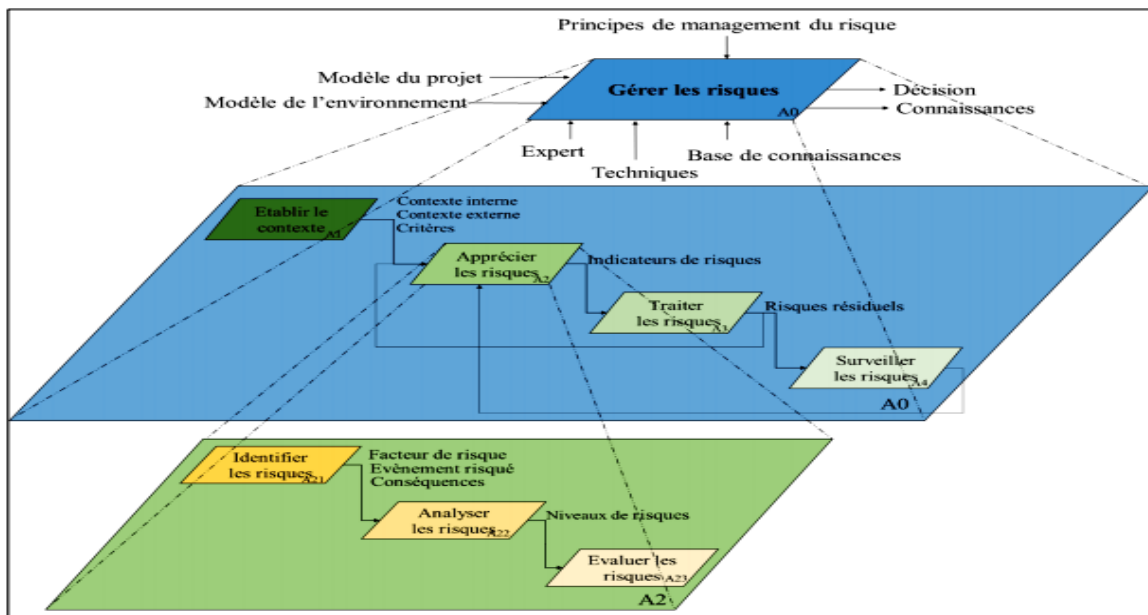 Principes de management du risque
Modèle du projet
Modèle de l'environnement
Gérer les risques
A0
Décision
Connaissances
Expert
Techniques
Base de connaissances
Etablir le
contexte
A1
Contexte interne
Contexte externe
Critères
Apprécier
les risques
A2
Indicateurs de risques
Traiter
les risques
A3
Risques résiduels
Surveiller
les risques
A4
A0
Identifier
les risques
A21
Facteur de risque
Evènement risqué
Conséquences
Analyser
les risques
A22
Niveaux de risques
Evaluer les
risques
A23
A2